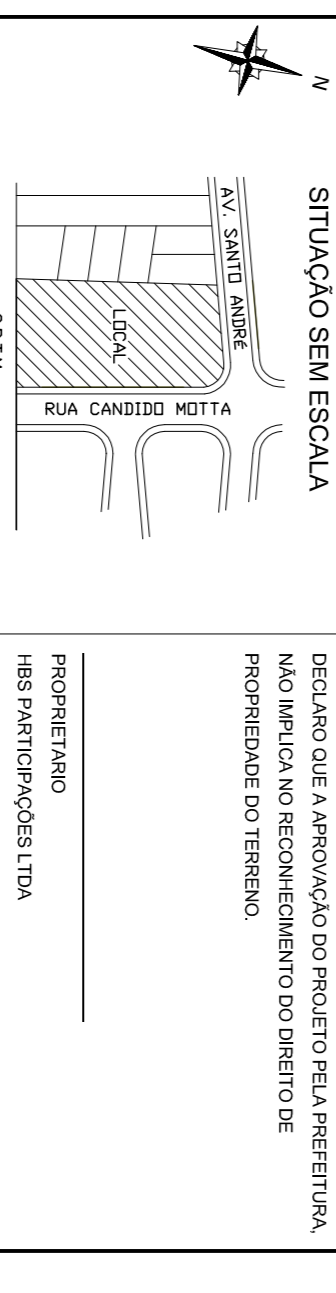 SITUAÇÃO SEM ESCALA
N
AV. SANTO ANDRÉ
LOCAL
RUA CANDIDO MOTTA
DECLARO QUE A APROVAÇÃO DO PROJETO PELA PREFEITURA,
NÃO IMPLICA NO RECONHECIMENTO DO DIREITO DE
PROPRIEDADE DO TERRENO.
PROPRIETARIO
HBS PARTICIPAÇÕES LTDA